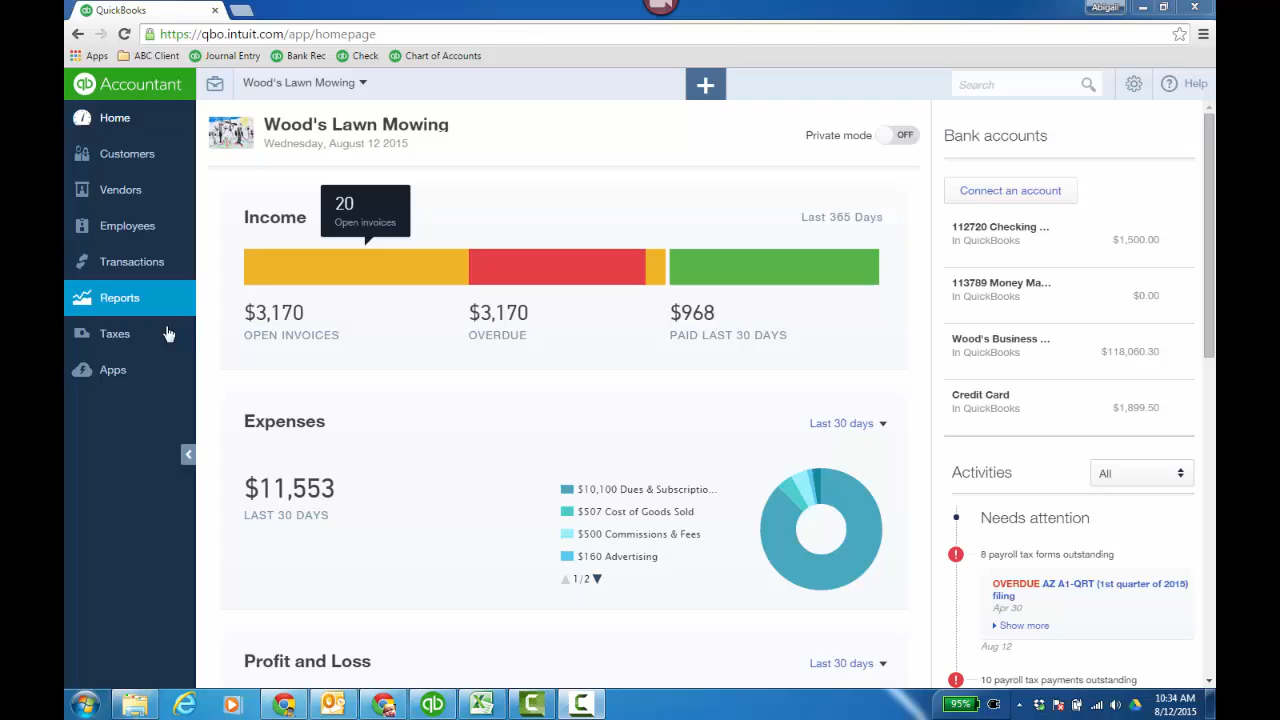 QuickBooks
Abigail
https://qbo.intuit.com/app/homepage
Apps ABC Client Journal Entry Bank Rec Check Chart of Accounts
qb Accountant
Wood's Lawn Mowing
+
Search
Help
Home
Customers
Vendors
Employees
Transactions
Reports
Taxes
Apps
Wood's Lawn Mowing
Wednesday, August 12 2015
Private mode OFF
Income
20
Open invoices
Last 365 Days
$3,170
OPEN INVOICES
$3,170
OVERDUE
$968
PAID LAST 30 DAYS
Expenses
Last 30 days
$11,553
LAST 30 DAYS
$10,100 Dues & Subscriptio...
$507 Cost of Goods Sold
$500 Commissions & Fees
$160 Advertising
1/2
Profit and Loss
Last 30 days
Bank accounts
Connect an account
112720 Checking ...
In QuickBooks
$1,500.00
113789 Money Ma...
In QuickBooks
$0.00
Wood's Business ...
In QuickBooks
$118,060.30
Credit Card
In QuickBooks
$1,899.50
Activities
All
Needs attention
8 payroll tax forms outstanding
OVERDUE AZ A1-QRT (1st quarter of 2015)
filing
Apr 30
Show more
Aug 12
10 payroll tax payments outstanding
95%
10:34 AM
8/12/2015